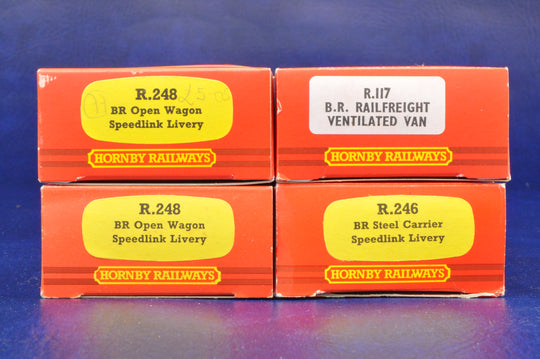 R.248
BR Open Wagon
Speedlink Livery
HORNBY RAILWAYS
R.117
B.R. RAILFREIGHT
VENTILATED VAN
HORNBY RAILWAYS
R.248
BR Open Wagon
Speedlink Livery
HORNBY RAILWAYS
R.246
BR Steel Carrier
Speedlink Livery
HORNBY RAILWAYS